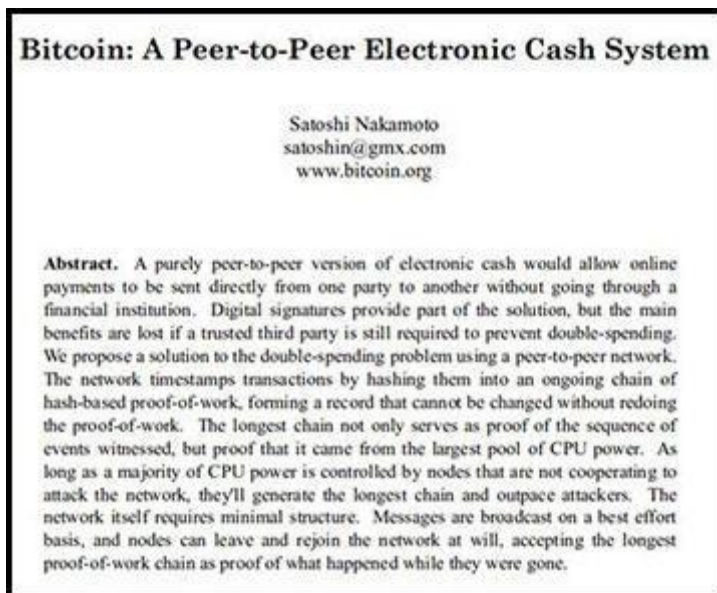 Bitcoin: A Peer-to-Peer Electronic Cash System
Satoshi Nakamoto
satoshin@gmx.com
www.bitcoin.org
Abstract. A purely peer-to-peer version of electronic cash would allow online
payments to be sent directly from one party to another without going through a
financial institution. Digital signatures provide part of the solution, but the main
benefits are lost if a trusted third party is still required to prevent double-spending.
We propose a solution to the double-spending problem using a peer-to-peer network.
The network timestamps transactions by hashing them into an ongoing chain of
hash-based proof-of-work, forming a record that cannot be changed without redoing
the proof-of-work. The longest chain not only serves as proof of the sequence of
events witnessed, but proof that it came from the largest pool of CPU power. As
long as a majority of CPU power is controlled by nodes that are not cooperating to
attack the network, they'll generate the longest chain and outpace attackers. The
network itself requires minimal structure. Messages are broadcast on a best effort
basis, and nodes can leave and rejoin the network at will, accepting the longest
proof-of-work chain as proof of what happened while they were gone.